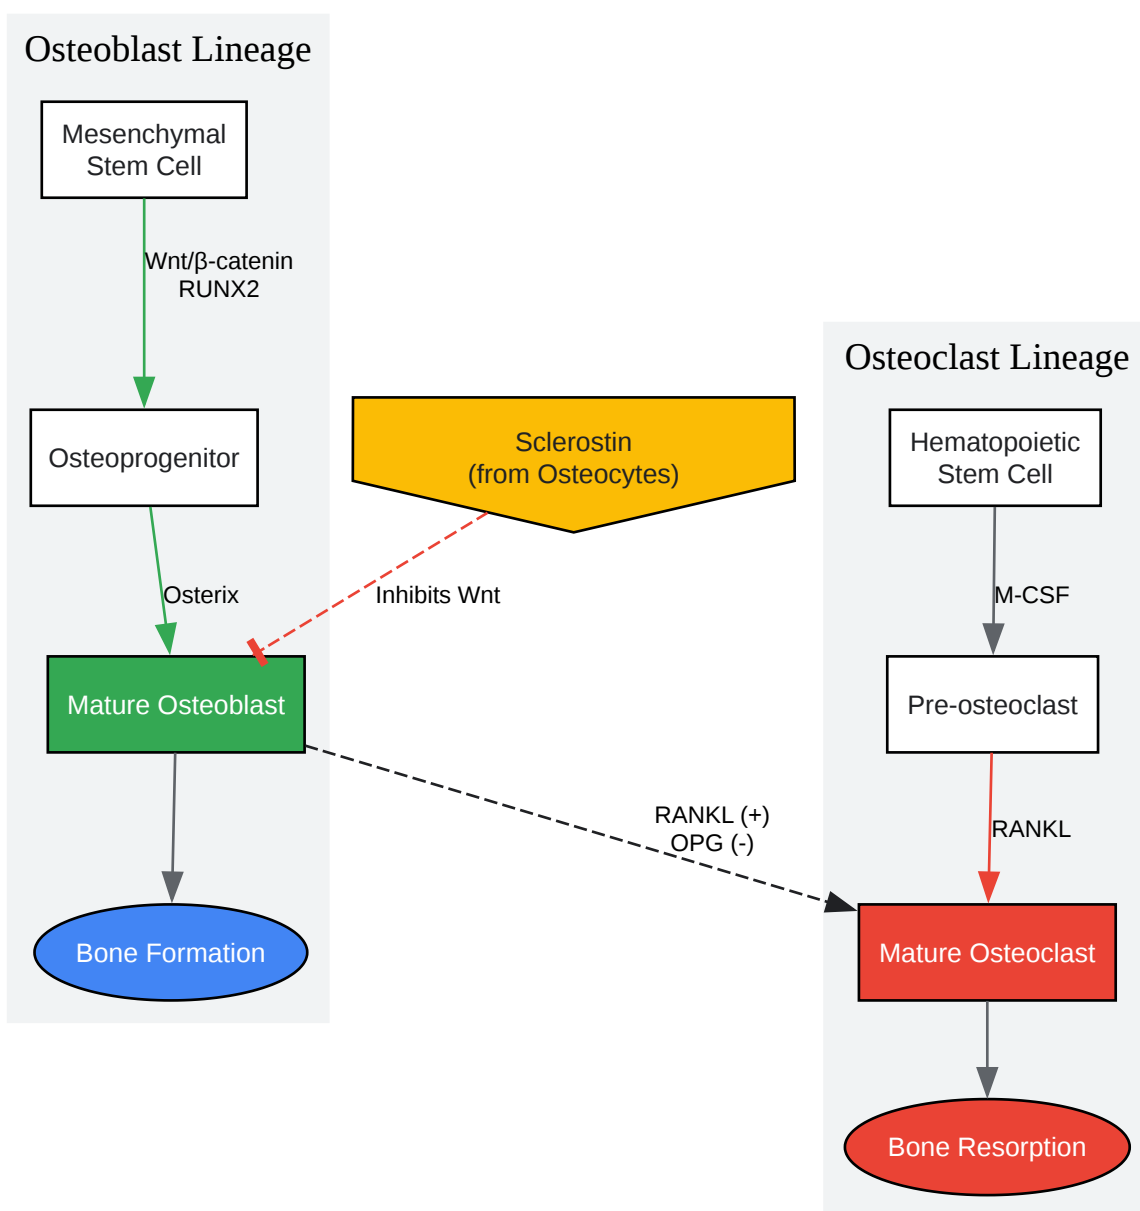 Osteoblast Lineage
Mesenchymal
Stem Cell
Wnt/β-catenin
RUNX2
Osteoprogenitor
Osterix
Mature Osteoblast
Bone Formation
Sclerostin
(from Osteocytes)
Inhibits Wnt
RANKL (+)
OPG (-)
Osteoclast Lineage
Hematopoietic
Stem Cell
M-CSF
Pre-osteoclast
RANKL
Mature Osteoclast
Bone Resorption